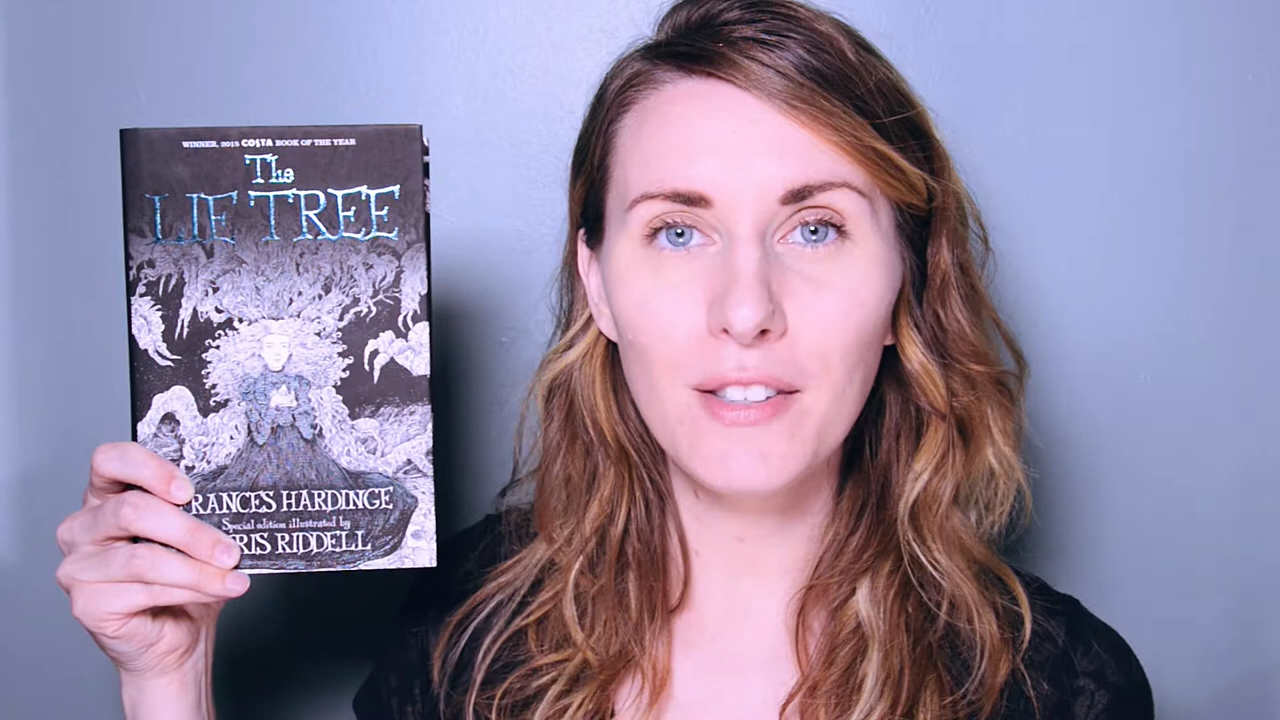 WINNER, 2015 COSTA BOOK OF THE YEAR
The
LIE TREE
RANCES HARDINGE
Special edition illustrated by
RIS RIDDELL